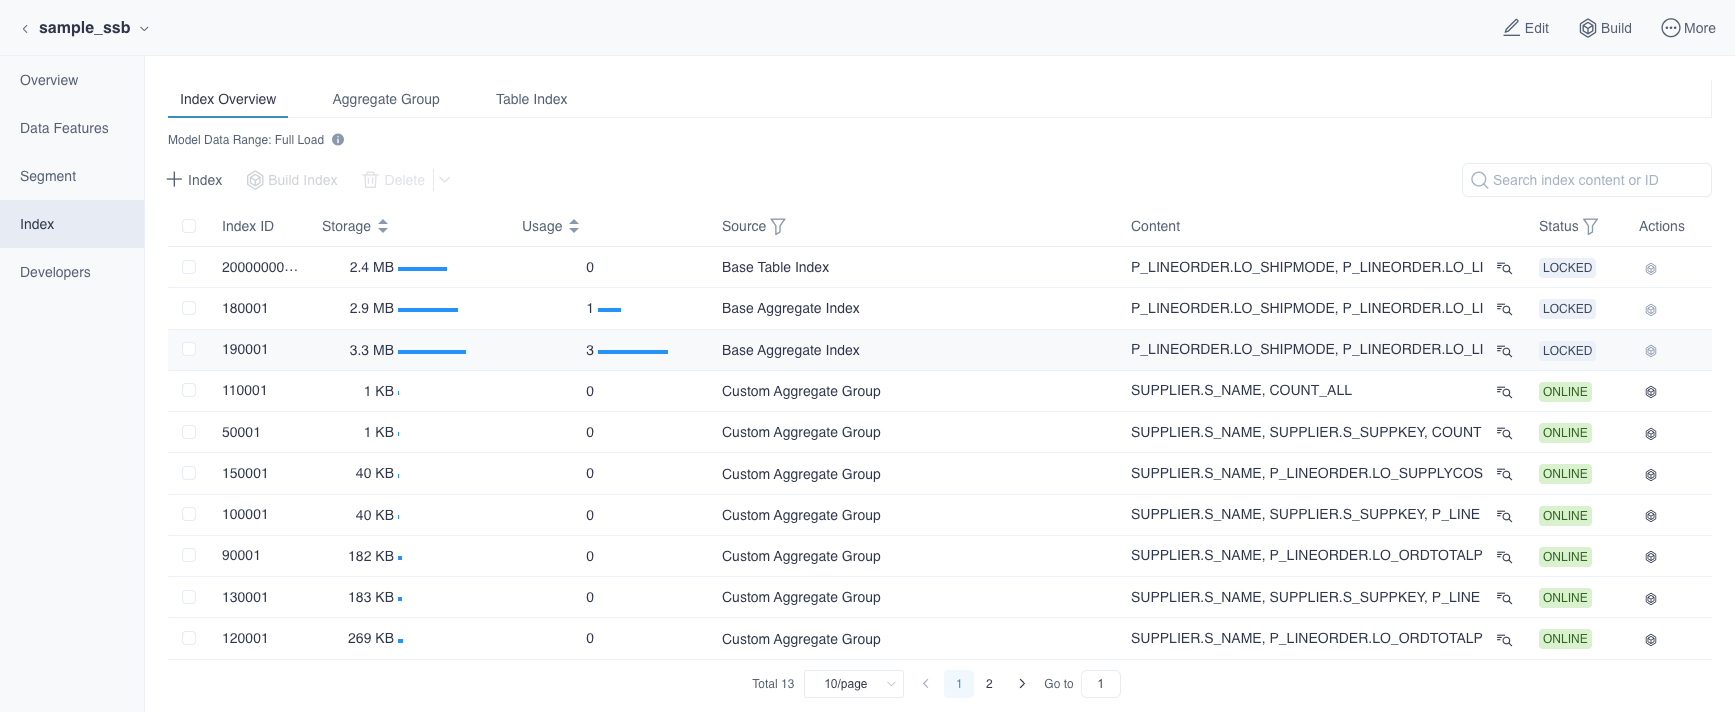 sample_ssb
Edit
Build
More
Overview
Data Features
Segment
Index
Developers
Index Overview
Aggregate Group
Table Index
Model Data Range: Full Load
Index
Build Index
Delete
Search index content or ID
Index ID Storage Usage Source Content Status Actions
20000000... 2.4 MB 0 Base Table Index P_LINEORDER.LO_SHIPMODE, P_LINEORDER.LO_LI LOCKED
180001 2.9 MB 1 Base Aggregate Index P_LINEORDER.LO_SHIPMODE, P_LINEORDER.LO_LI LOCKED
190001 3.3 MB 3 Base Aggregate Index P_LINEORDER.LO_SHIPMODE, P_LINEORDER.LO_LI LOCKED
110001 1 KB 0 Custom Aggregate Group SUPPLIER.S_NAME, COUNT_ALL ONLINE
50001 1 KB 0 Custom Aggregate Group SUPPLIER.S_NAME, SUPPLIER.S_SUPPKEY, COUNT ONLINE
150001 40 KB 0 Custom Aggregate Group SUPPLIER.S_NAME, P_LINEORDER.LO_SUPPLYCOS ONLINE
100001 40 KB 0 Custom Aggregate Group SUPPLIER.S_NAME, SUPPLIER.S_SUPPKEY, P_LINE ONLINE
90001 182 KB 0 Custom Aggregate Group SUPPLIER.S_NAME, P_LINEORDER.LO_ORDTOTALP ONLINE
130001 183 KB 0 Custom Aggregate Group SUPPLIER.S_NAME, SUPPLIER.S_SUPPKEY, P_LINE ONLINE
120001 269 KB 0 Custom Aggregate Group SUPPLIER.S_NAME, P_LINEORDER.LO_ORDTOTALP ONLINE
Total 13 10/page 1 2 Go to 1